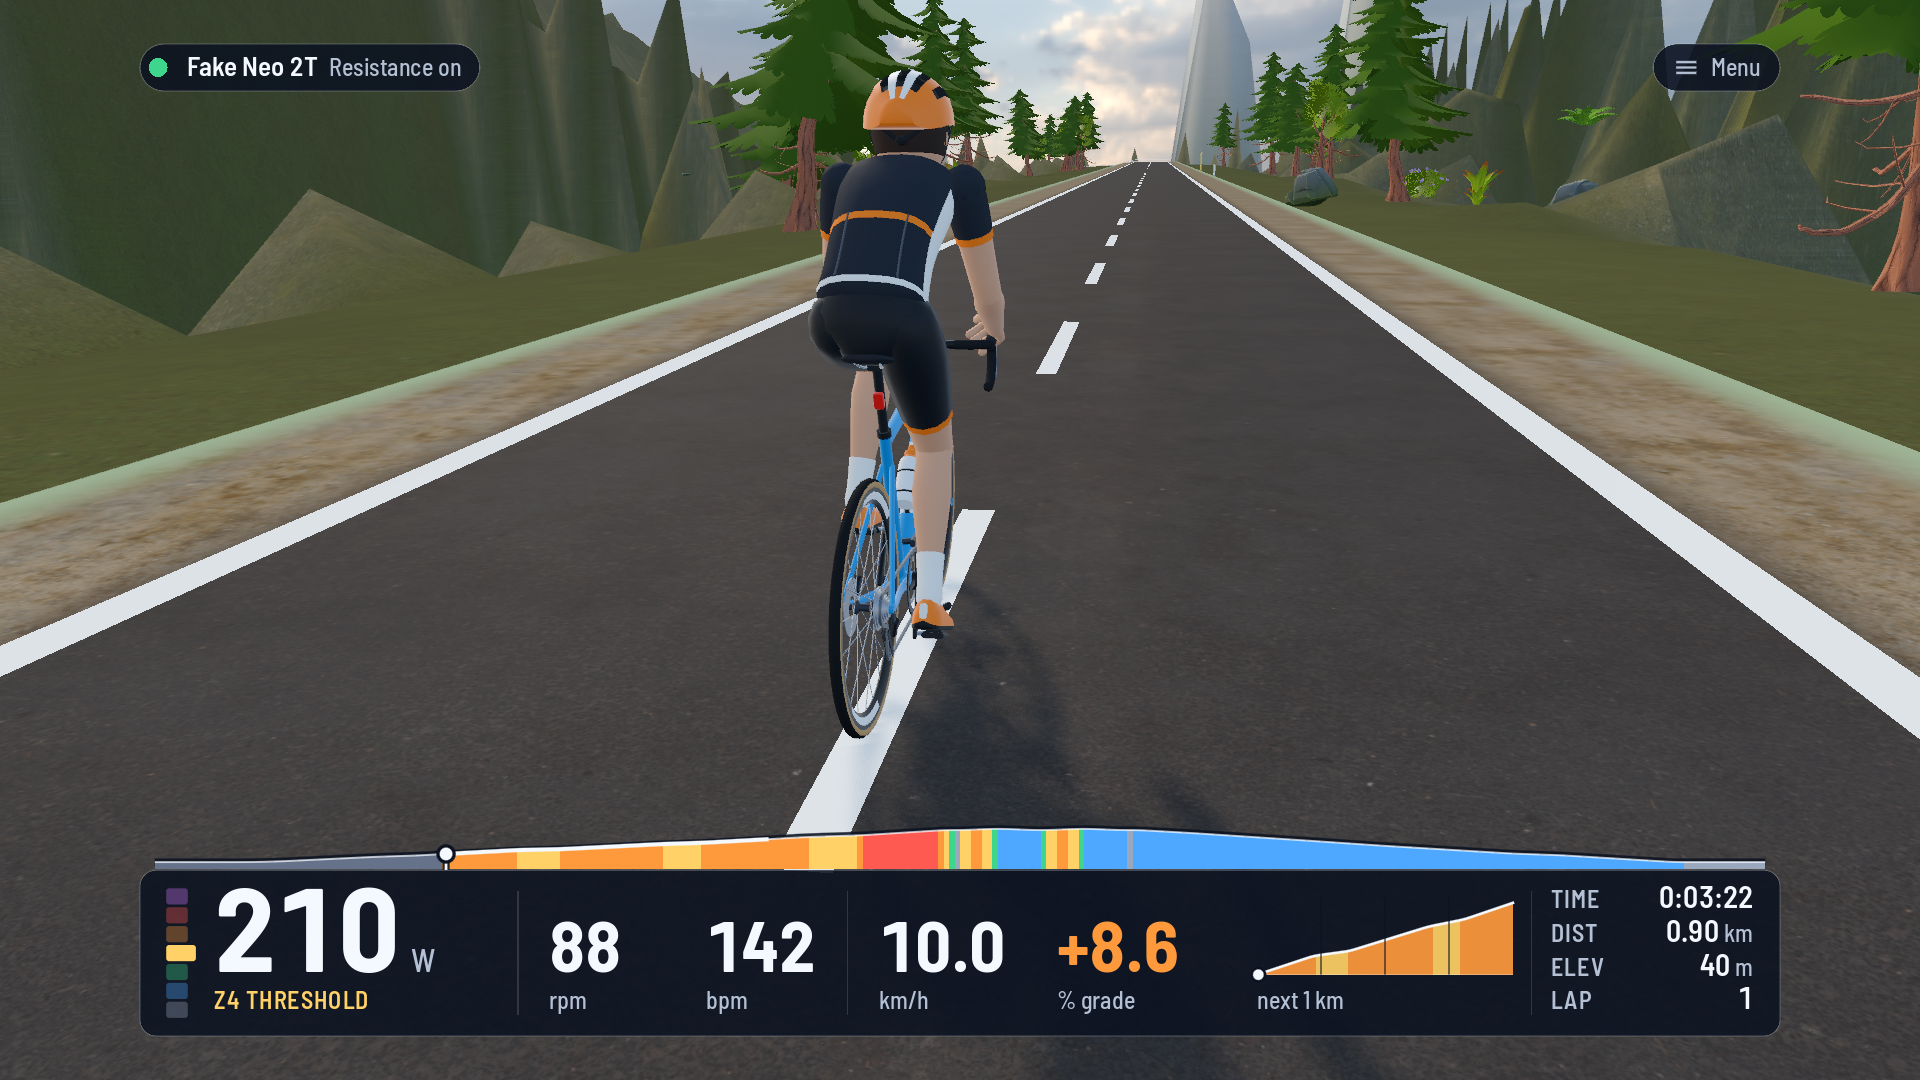 Fake Neo 2T Resistance on
Menu
210 W
Z4 THRESHOLD
88
rpm
142
bpm
10.0
km/h
+8.6
% grade
next 1 km
TIME 0:03:22
DIST 0.90 km
ELEV 40 m
LAP 1